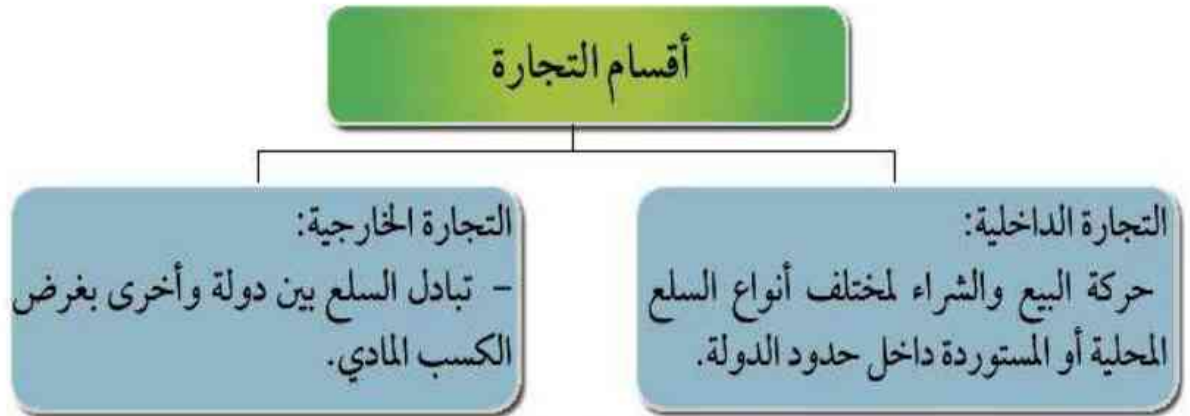 أقسام التجارة
التجارة الداخلية:
حركة البيع والشراء لمختلف أنواع السلع
المحلية أو المستوردة داخل حدود الدولة.
التجارة الخارجية:
- تبادل السلع بين دولة وأخرى بغرض
الكسب المادي.